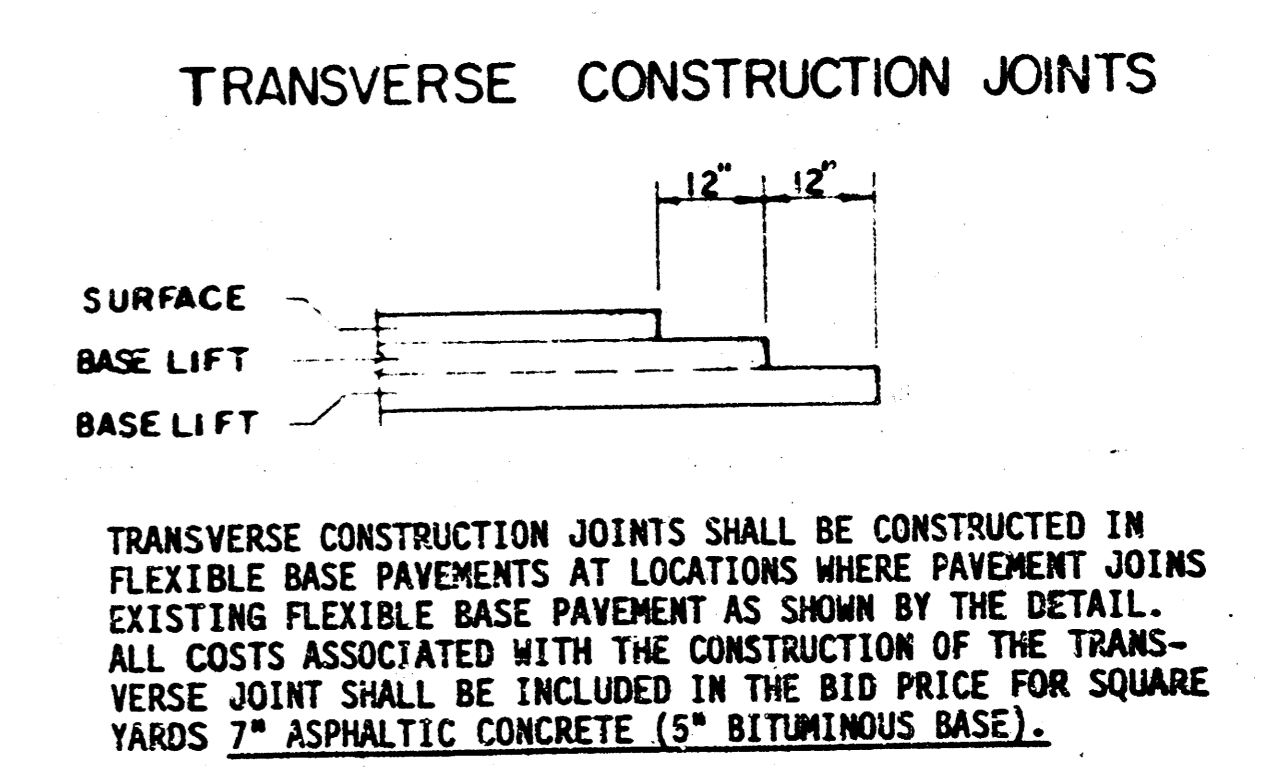 TRANSVERSE CONSTRUCTION JOINTS
12" 12"
SURFACE
BASE LIFT
BASE LIFT
TRANSVERSE CONSTRUCTION JOINTS SHALL BE CONSTRUCTED IN
FLEXIBLE BASE PAVEMENTS AT LOCATIONS WHERE PAVEMENT JOINS
EXISTING FLEXIBLE BASE PAVEMENT AS SHOWN BY THE DETAIL.
ALL COSTS ASSOCIATED WITH THE CONSTRUCTION OF THE TRANS-
VERSE JOINT SHALL BE INCLUDED IN THE BID PRICE FOR SQUARE
YARDS 7" ASPHALTIC CONCRETE (5" BITUMINOUS BASE).